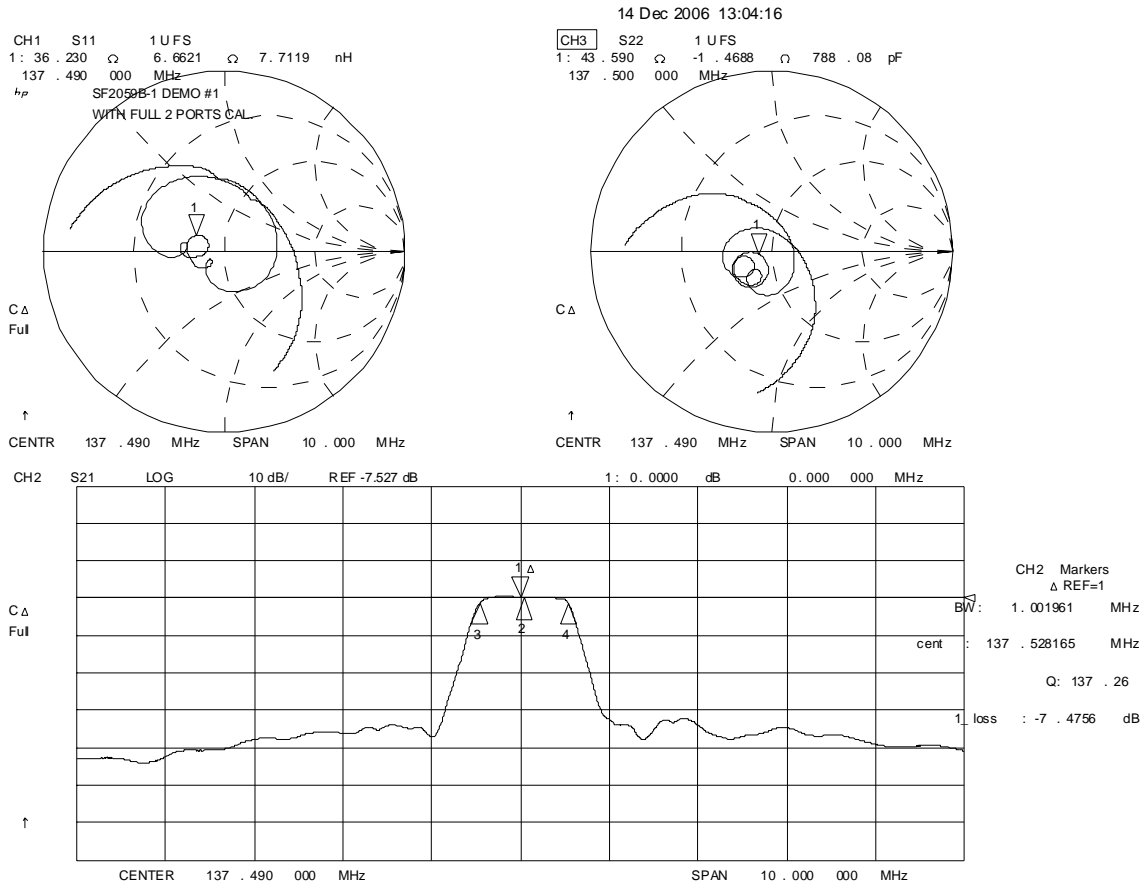 14 Dec 2006 13:04:16
CH1 S11 1 U FS
1: 36 .230 Ω 6.6621 Ω 7.7119 nH
137 .490 000 MHz
hp
SF2059B-1 DEMO #1
WITH FULL 2 PORTS CAL.
1
C Δ
Full
↑
CENTR 137 .490 MHz SPAN 10 .000 MHz
CH3 S22 1 U FS
1: 43 .590 Ω -1 .4688 Ω 788 .08 pF
137 .500 000 MHz
1
C Δ
↑
CENTR 137 .490 MHz SPAN 10 .000 MHz
CH2 S21 LOG 10 dB/ REF -7.527 dB 1: 0.0000 dB 0.000 000 MHz
1 Δ
3 2 4
C Δ
Full
↑
CH2 Markers
Δ REF=1
BW: 1.001961 MHz
cent : 137 .528165 MHz
Q: 137 .26
1_loss : -7 .4756 dB
CENTER 137 .490 000 MHz SPAN 10 .000 000 MHz